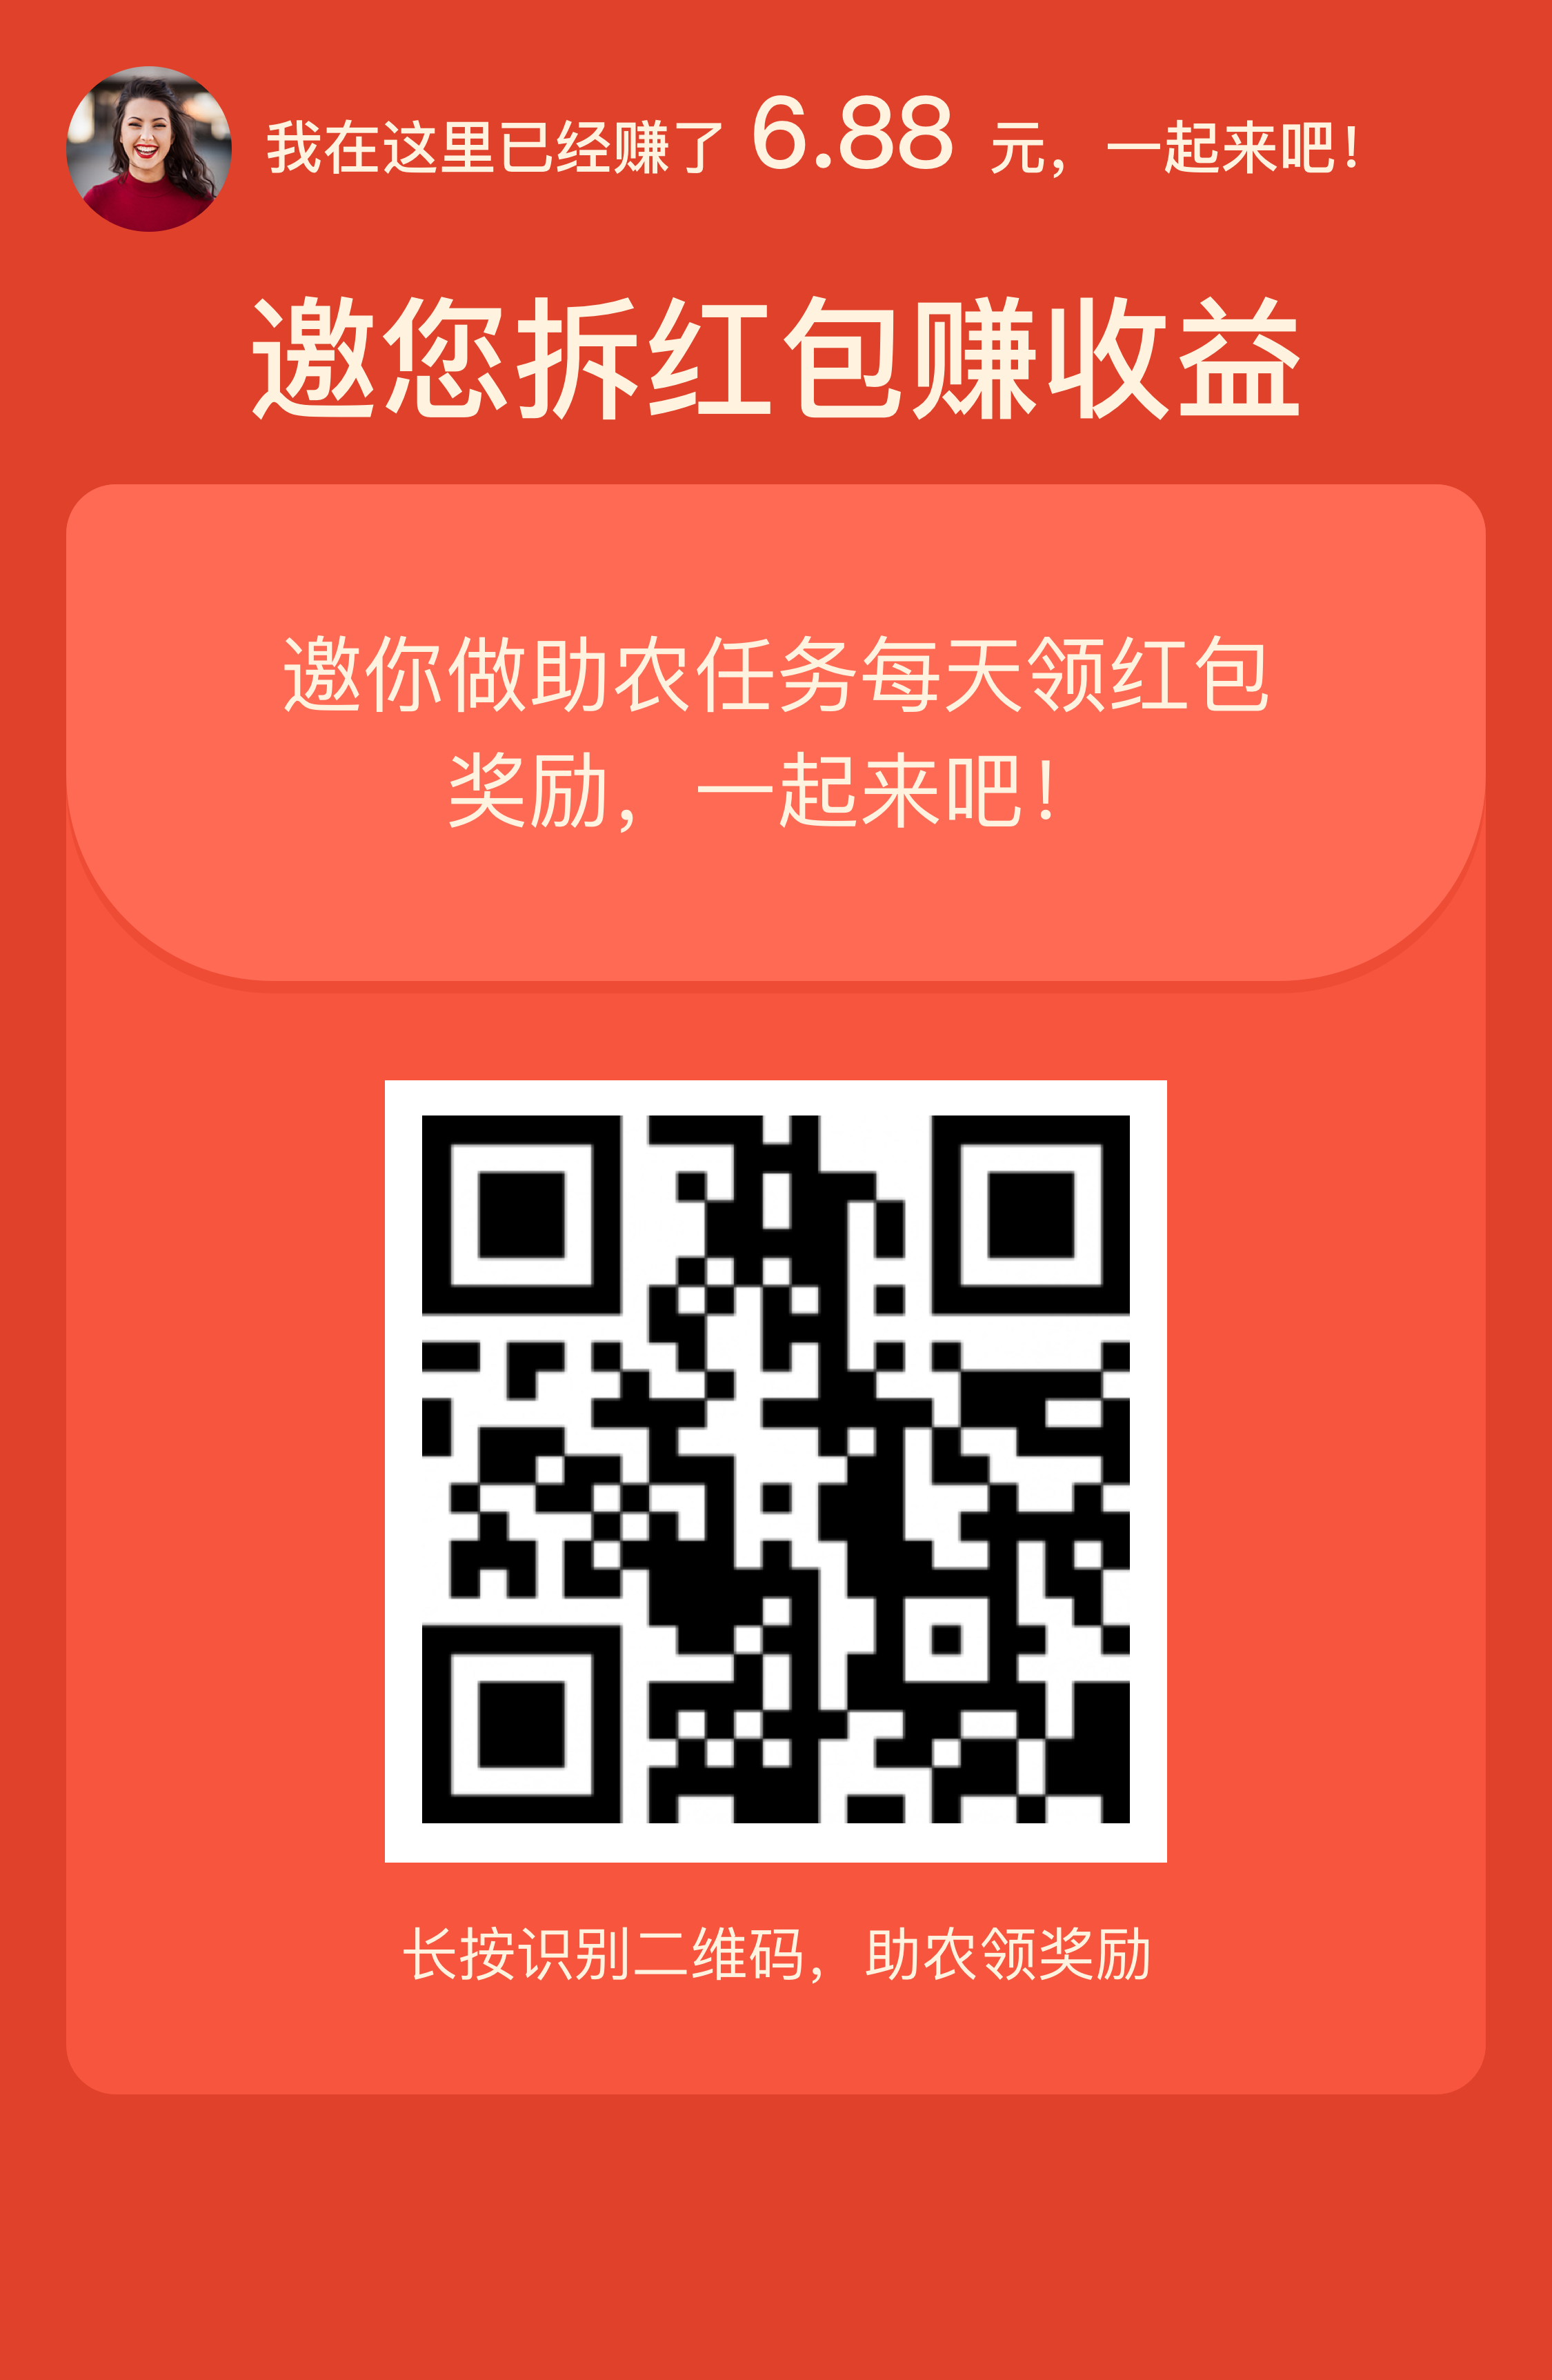 我在这里已经赚了 6.88 元，一起来吧！
邀您拆红包赚收益
邀你做助农任务每天领红包
奖励，一起来吧！
长按识别二维码，助农领奖励